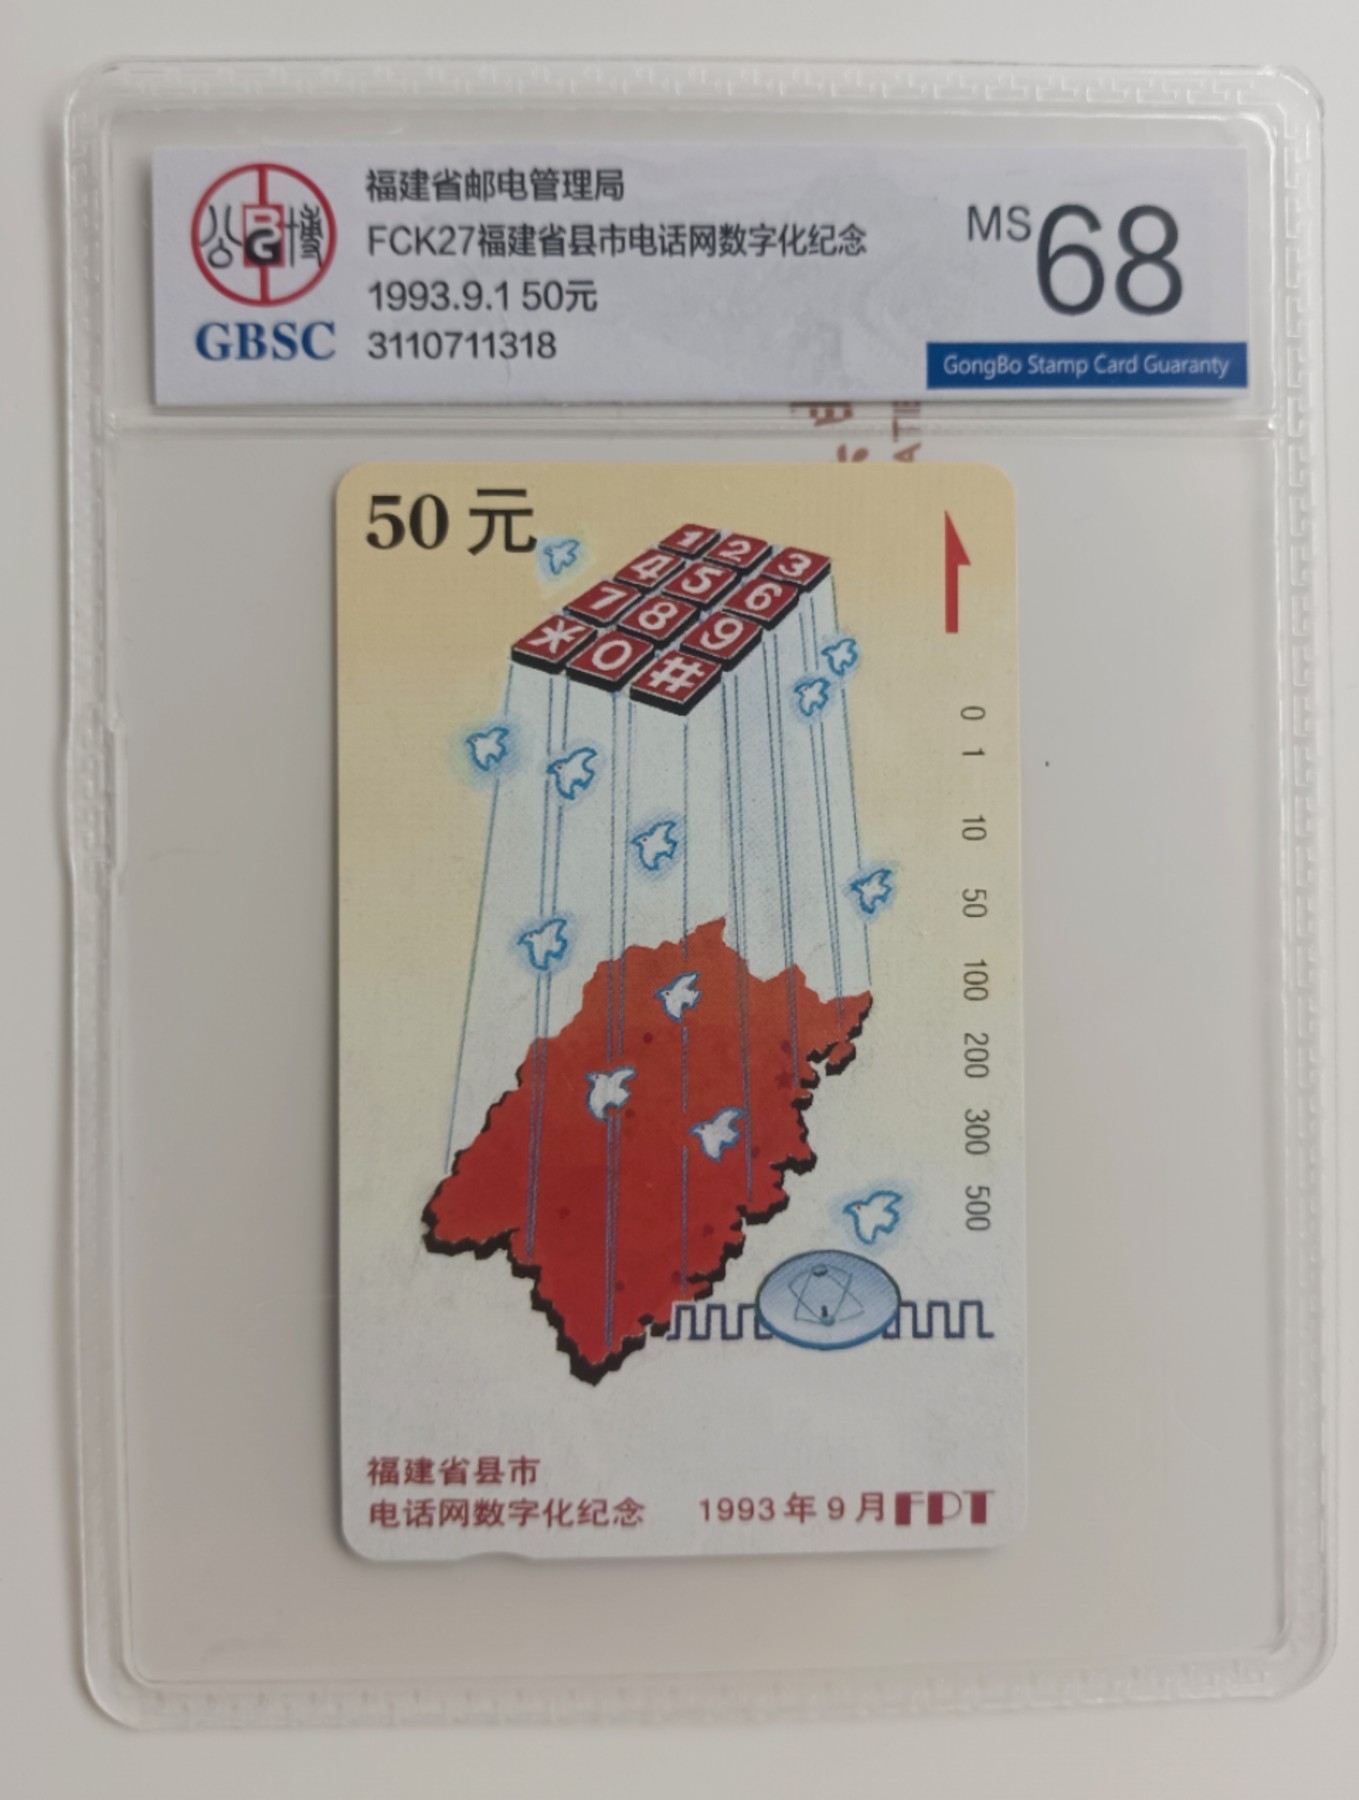 福建省邮电管理局
FCK27福建省县市电话网数字化纪念
1993.9.1 50元
3110711318
公 BG 博
GBSC
MS 68
GongBo Stamp Card Guaranty
50 元
1 2 3
4 5 6
7 8 9
* 0 #
0
1
10
50
100
200
300
500
福建省县市
电话网数字化纪念 1993年9月 FPT